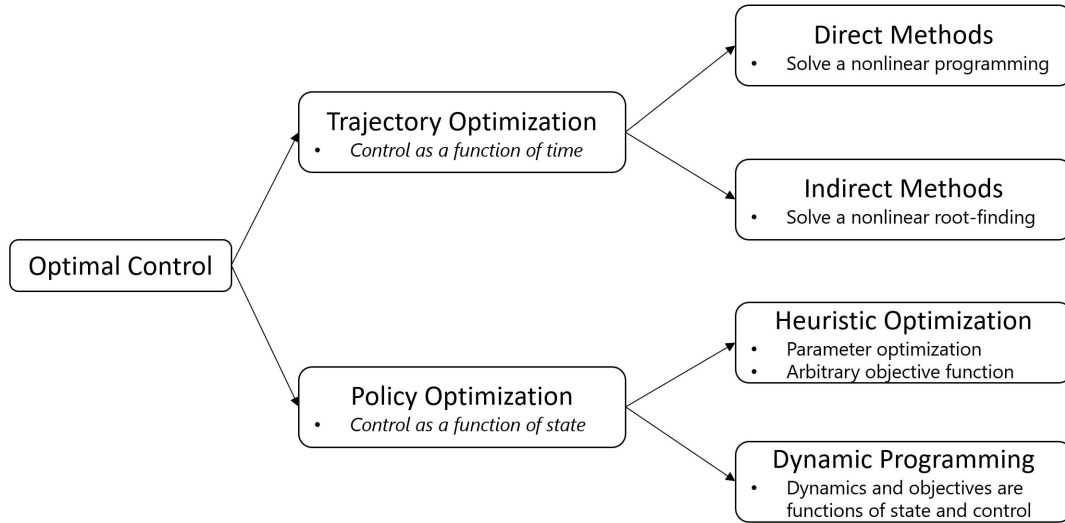 Optimal Control
Trajectory Optimization
• Control as a function of time
Policy Optimization
• Control as a function of state
Direct Methods
• Solve a nonlinear programming
Indirect Methods
• Solve a nonlinear root-finding
Heuristic Optimization
• Parameter optimization
• Arbitrary objective function
Dynamic Programming
• Dynamics and objectives are
functions of state and control